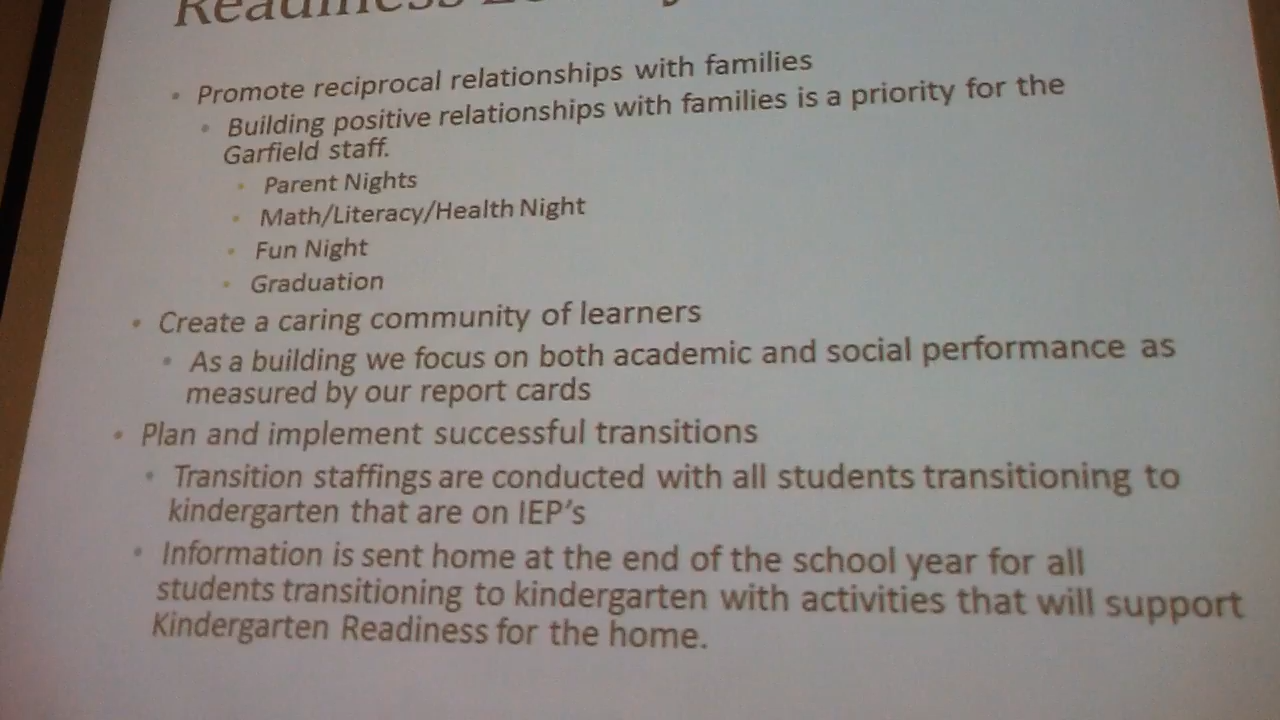 Readiness
• Promote reciprocal relationships with families
• Building positive relationships with families is a priority for the
Garfield staff.
• Parent Nights
• Math/Literacy/Health Night
• Fun Night
• Graduation
• Create a caring community of learners
• As a building we focus on both academic and social performance as
measured by our report cards
• Plan and implement successful transitions
• Transition staffings are conducted with all students transitioning to
kindergarten that are on IEP's
• Information is sent home at the end of the school year for all
students transitioning to kindergarten with activities that will support
Kindergarten Readiness for the home.